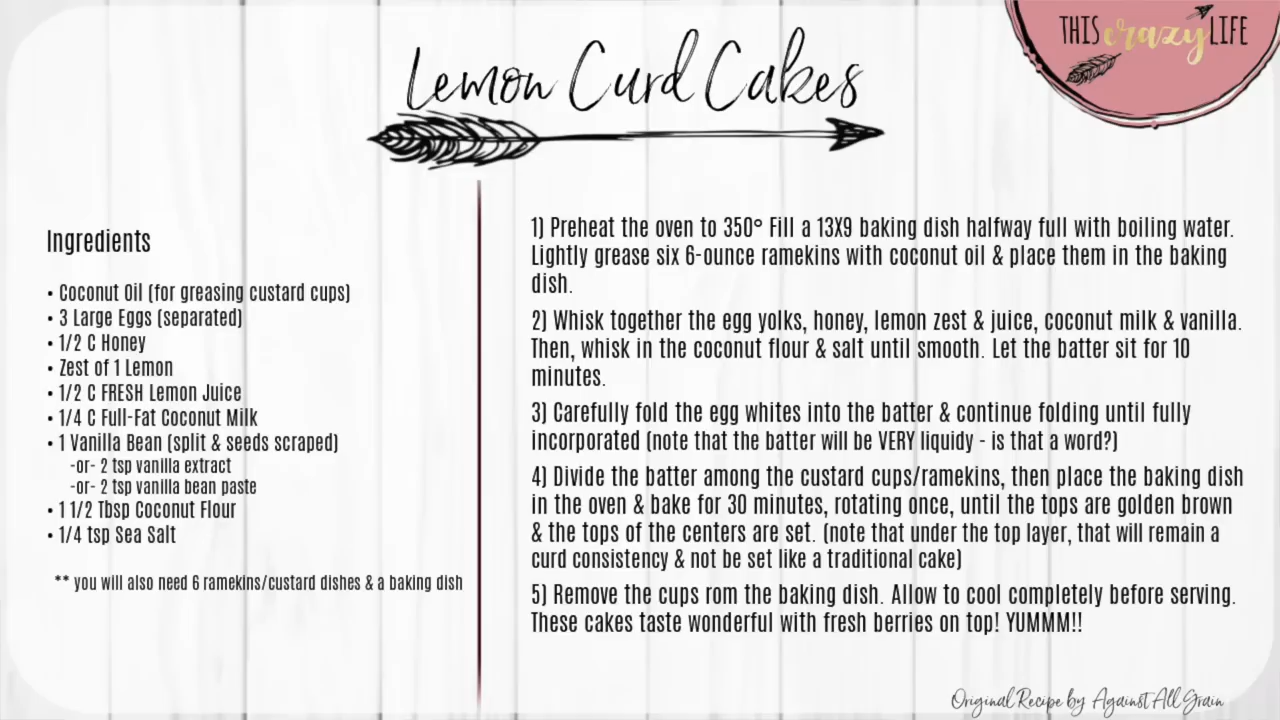 THIS crazy LIFE
Lemon Curd Cakes
Ingredients
• Coconut Oil (for greasing custard cups)
• 3 Large Eggs (separated)
• 1/2 C Honey
• Zest of 1 Lemon
• 1/2 C FRESH Lemon Juice
• 1/4 C Full-Fat Coconut Milk
• 1 Vanilla Bean (split & seeds scraped)
-or- 2 tsp vanilla extract
-or- 2 tsp vanilla bean paste
• 1 1/2 Tbsp Coconut Flour
• 1/4 tsp Sea Salt
** you will also need 6 ramekins/custard dishes & a baking dish
1) Preheat the oven to 350° Fill a 13X9 baking dish halfway full with boiling water.
Lightly grease six 6-ounce ramekins with coconut oil & place them in the baking
dish.
2) Whisk together the egg yolks, honey, lemon zest & juice, coconut milk & vanilla.
Then, whisk in the coconut flour & salt until smooth. Let the batter sit for 10
minutes.
3) Carefully fold the egg whites into the batter & continue folding until fully
incorporated (note that the batter will be VERY liquidy - is that a word?)
4) Divide the batter among the custard cups/ramekins, then place the baking dish
in the oven & bake for 30 minutes, rotating once, until the tops are golden brown
& the tops of the centers are set. (note that under the top layer, that will remain a
curd consistency & not be set like a traditional cake)
5) Remove the cups rom the baking dish. Allow to cool completely before serving.
These cakes taste wonderful with fresh berries on top! YUMMM!!
Original Recipe by Against All Grain